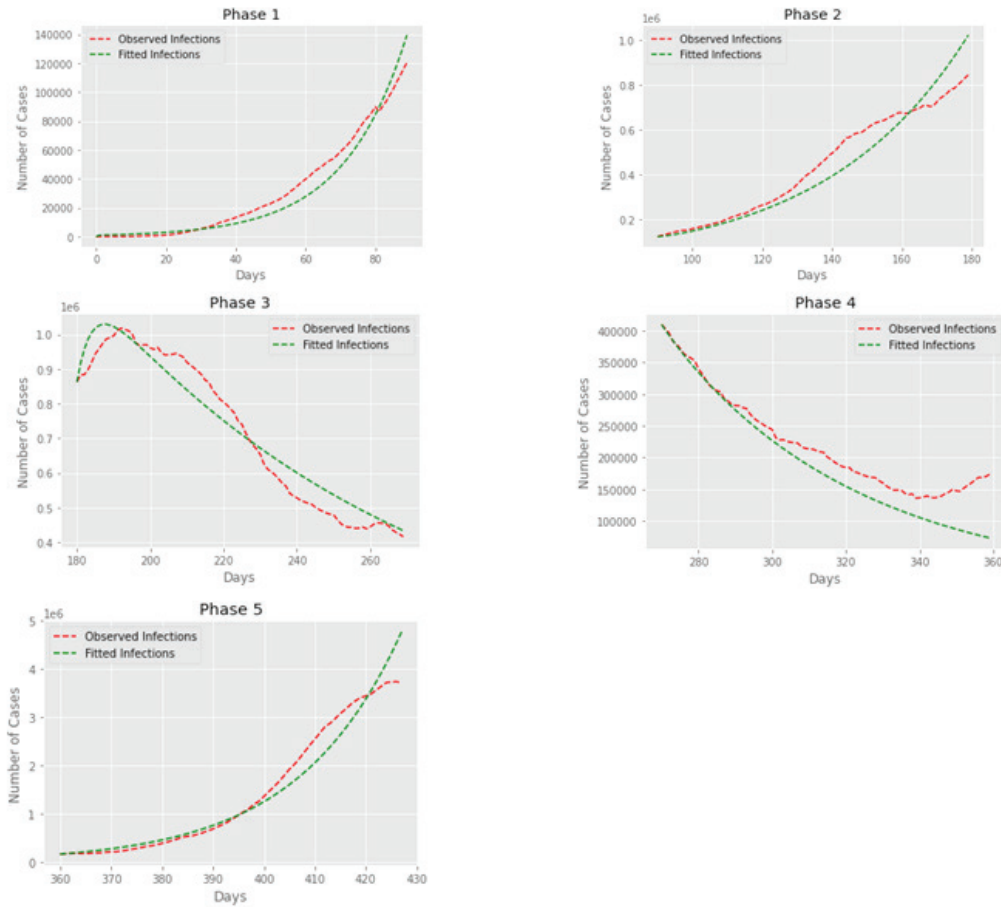 Phase 1
Observed Infections
Fitted Infections
140000
120000
100000
80000
60000
40000
20000
0
Number of Cases
0 20 40 60 80
Days
Phase 2
1e6
Observed Infections
Fitted Infections
1.0
0.8
0.6
0.4
0.2
Number of Cases
100 120 140 160 180
Days
Phase 3
1e6
Observed Infections
Fitted Infections
1.0
0.9
0.8
0.7
0.6
0.5
0.4
Number of Cases
180 200 220 240 260
Days
Phase 4
Observed Infections
Fitted Infections
400000
350000
300000
250000
200000
150000
100000
Number of Cases
280 300 320 340 360
Days
Phase 5
1e6
Observed Infections
Fitted Infections
5
4
3
2
1
0
Number of Cases
360 370 380 390 400 410 420 430
Days